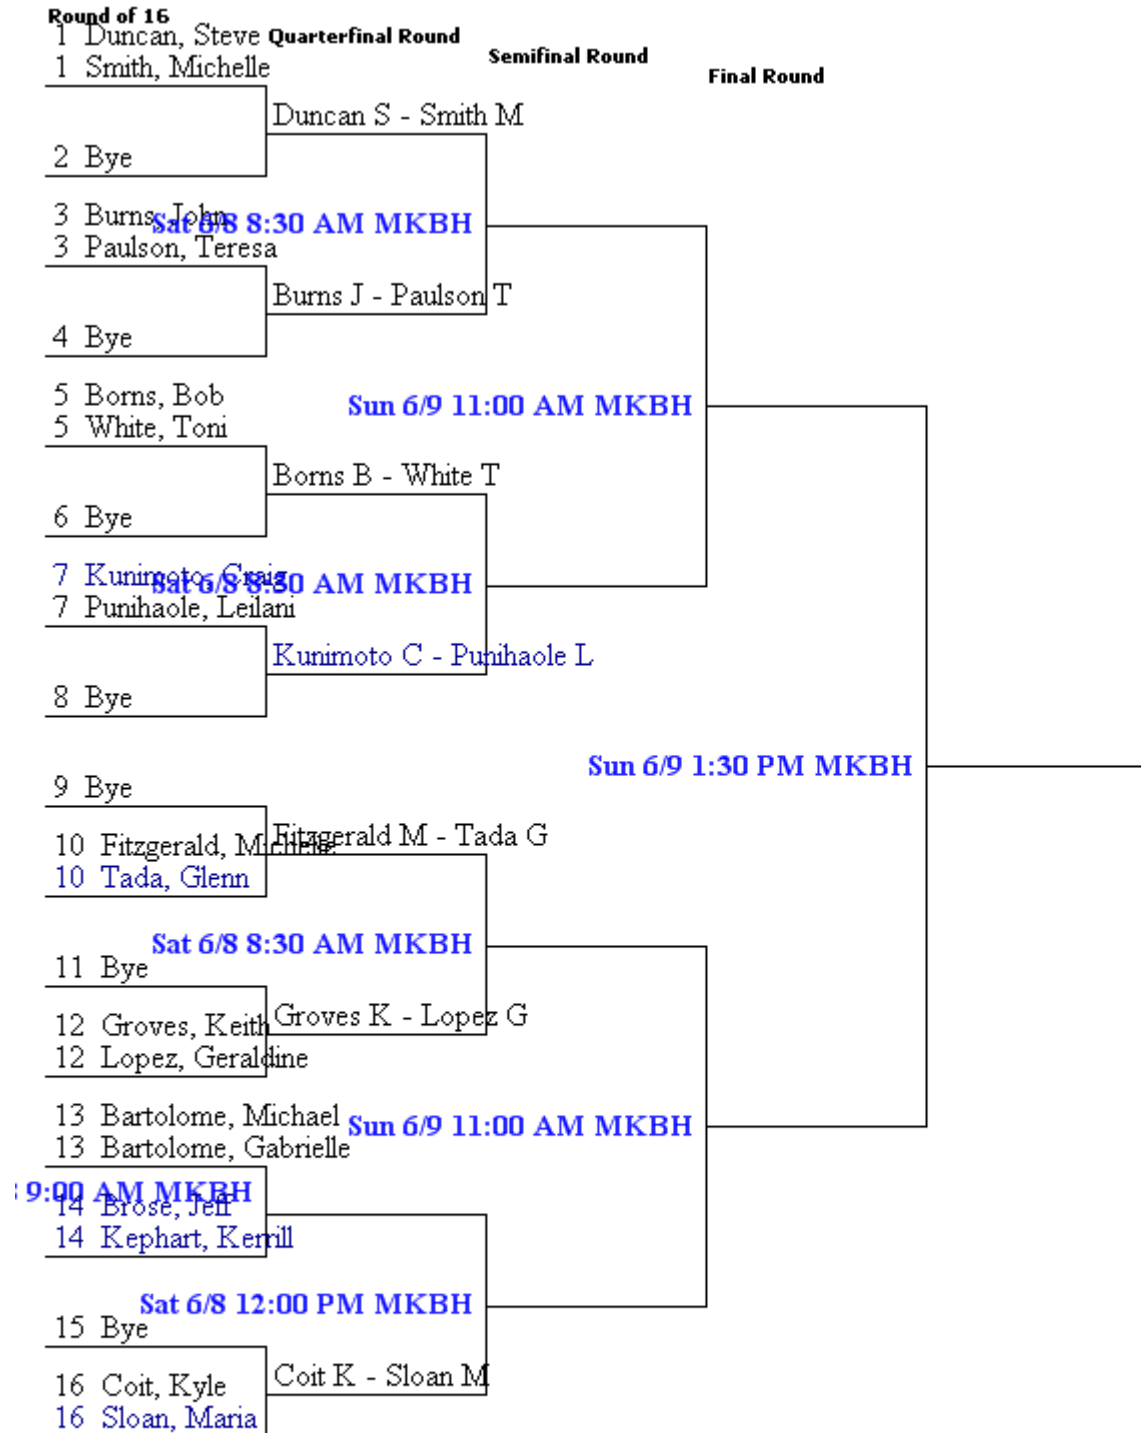 Round of 16
1 Duncan, Steve
Quarterfinal Round
Semifinal Round
1 Smith, Michelle
Final Round
Duncan S - Smith M
2 Bye
3 Burns, John
Sat 6/8 8:30 AM MKBH
3 Paulson, Teresa
Burns J - Paulson T
4 Bye
5 Borns, Bob
Sun 6/9 11:00 AM MKBH
5 White, Toni
Borns B - White T
6 Bye
7 Kunimoto, Craig
Sat 6/8 8:30 AM MKBH
7 Punihaole, Leilani
Kunimoto C - Punihaole L
8 Bye
Sun 6/9 1:30 PM MKBH
9 Bye
Fitzgerald M - Tada G
10 Fitzgerald, Michelle
10 Tada, Glenn
Sat 6/8 8:30 AM MKBH
11 Bye
Groves K - Lopez G
12 Groves, Keith
12 Lopez, Geraldine
13 Bartolome, Michael
Sun 6/9 11:00 AM MKBH
13 Bartolome, Gabrielle
9:00 AM MKBH
14 Brose, Jeff
14 Kephart, Kerrill
Sat 6/8 12:00 PM MKBH
15 Bye
Coit K - Sloan M
16 Coit, Kyle
16 Sloan, Maria